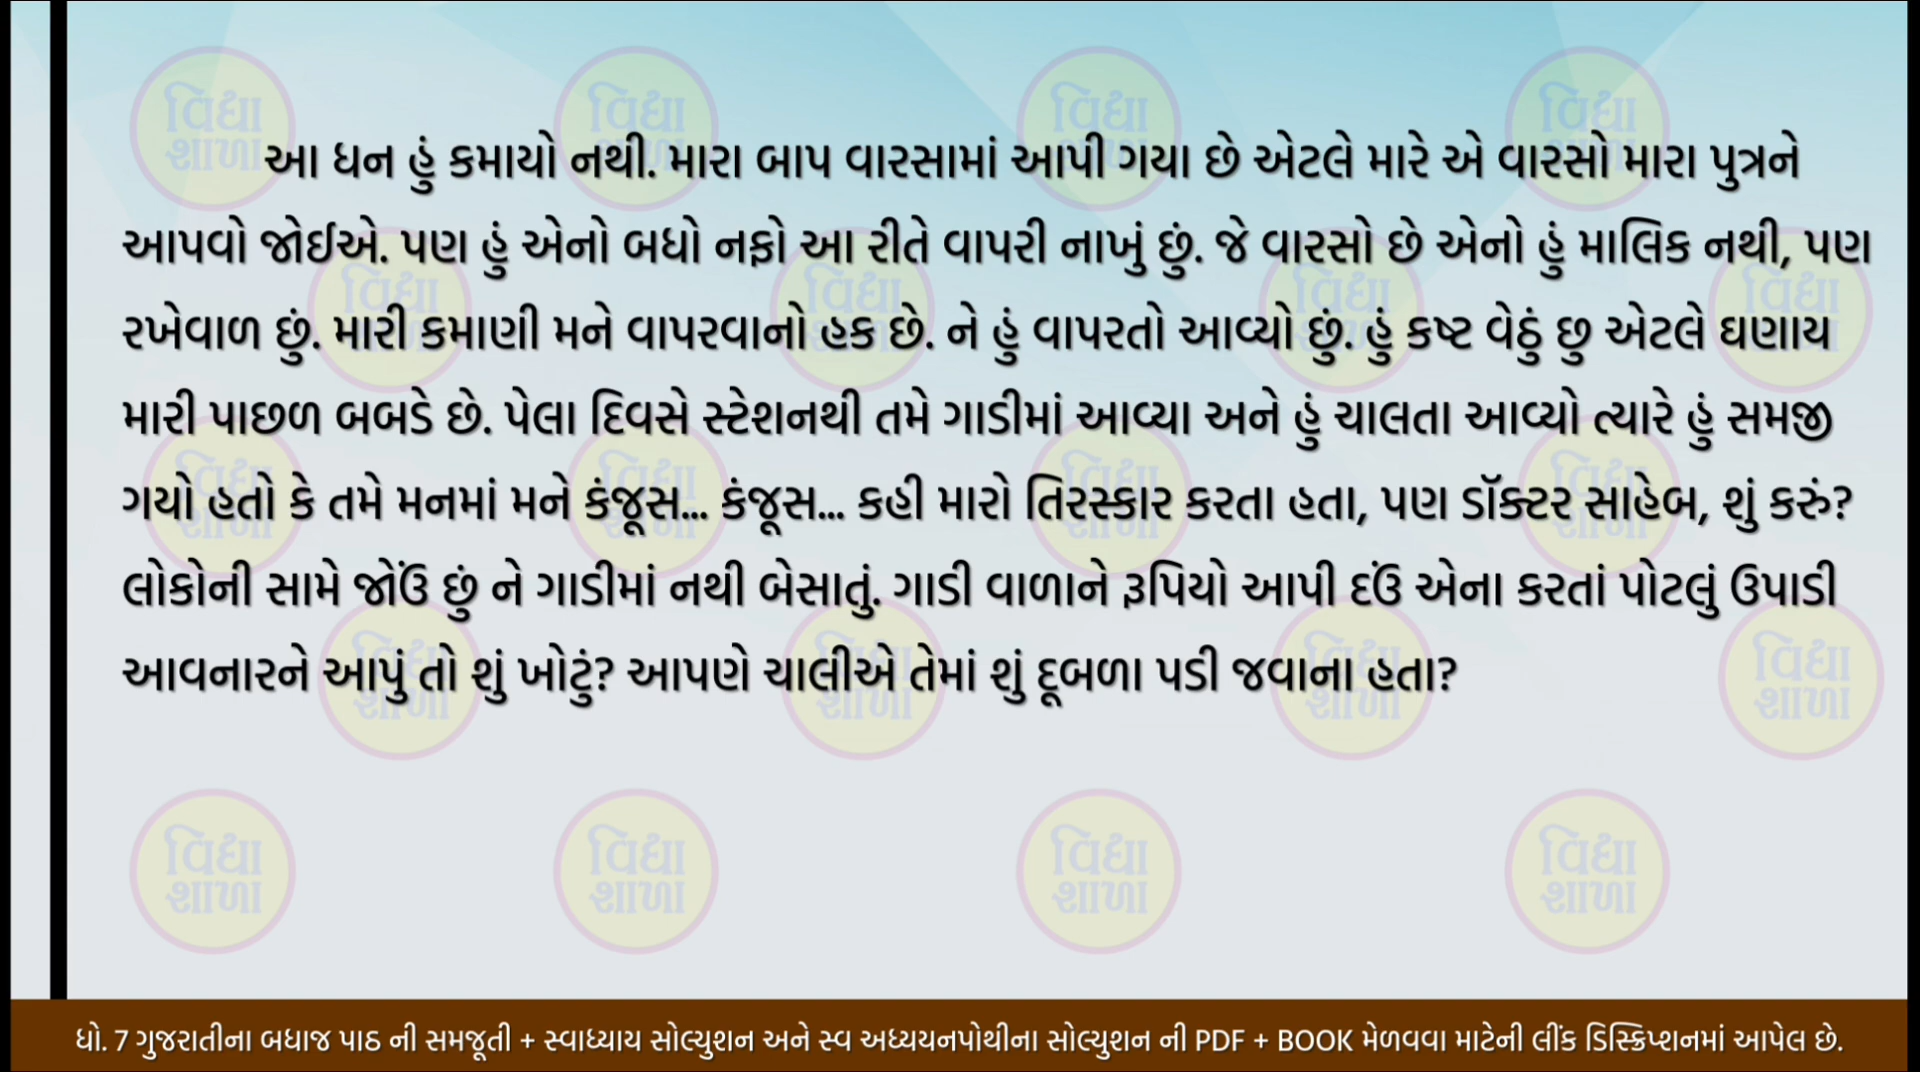 આ ધન હું કમાયો નથી. મારા બાપ વારસામાં આપી ગયા છે એટલે મારે એ વારસો મારા પુત્રને
આપવો જોઈએ. પણ હું એનો બધો નફો આ રીતે વાપરી નાખું છું. જે વારસો છે એનો હું માલિક નથી, પણ
રખેવાળ છું. મારી કમાણી મને વાપરવાનો હક છે. ને હું વાપરતો આવ્યો છું. હું કષ્ટ વેઠું છુ એટલે ઘણાય
મારી પાછળ બબડે છે. પેલા દિવસે સ્ટેશનથી તમે ગાડીમાં આવ્યા અને હું ચાલતા આવ્યો ત્યારે હું સમજી
ગયો હતો કે તમે મનમાં મને કંજૂસ... કંજૂસ... કહી મારો તિરસ્કાર કરતા હતા, પણ ડૉક્ટર સાહેબ, શું કરું?
લોકોની સામે જોઉં છું ને ગાડીમાં નથી બેસાતું. ગાડી વાળાને રૂપિયો આપી દઉં એના કરતાં પોટલું ઉપાડી
આવનારને આપું તો શું ખોટું? આપણે ચાલીએ તેમાં શું દૂબળા પડી જવાના હતા?
ધો. 7 ગુજરાતીના બધાજ પાઠ ની સમજૂતી + સ્વાધ્યાય સોલ્યુશન અને સ્વ અધ્યયનપોથીના સોલ્યુશન ની PDF + BOOK મેળવવા માટેની લીંક ડિસ્ક્રિપ્શનમાં આપેલ છે.